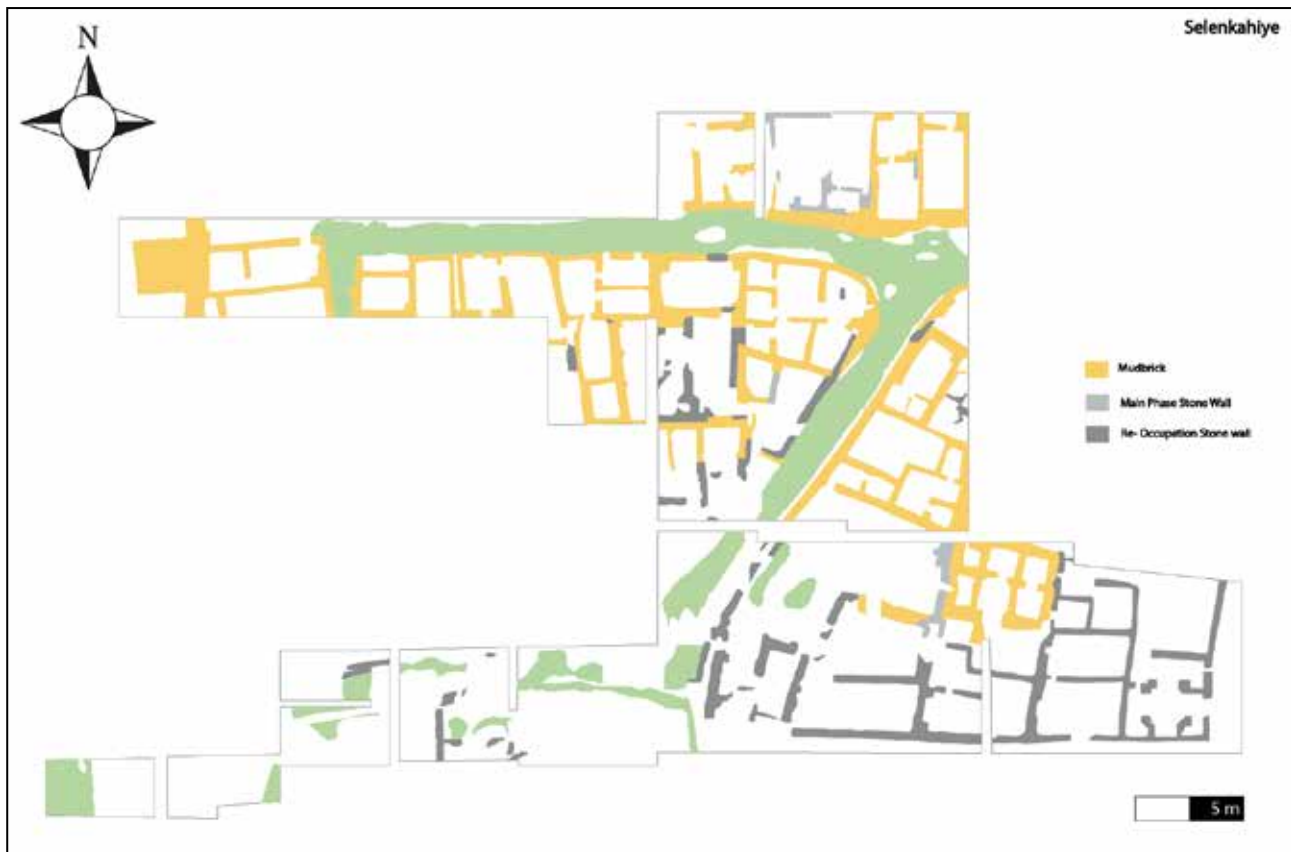 Selenkahiye
N
Mudbrick
Main Phase Stone Wall
Re- Occupation Stone wall
5 m